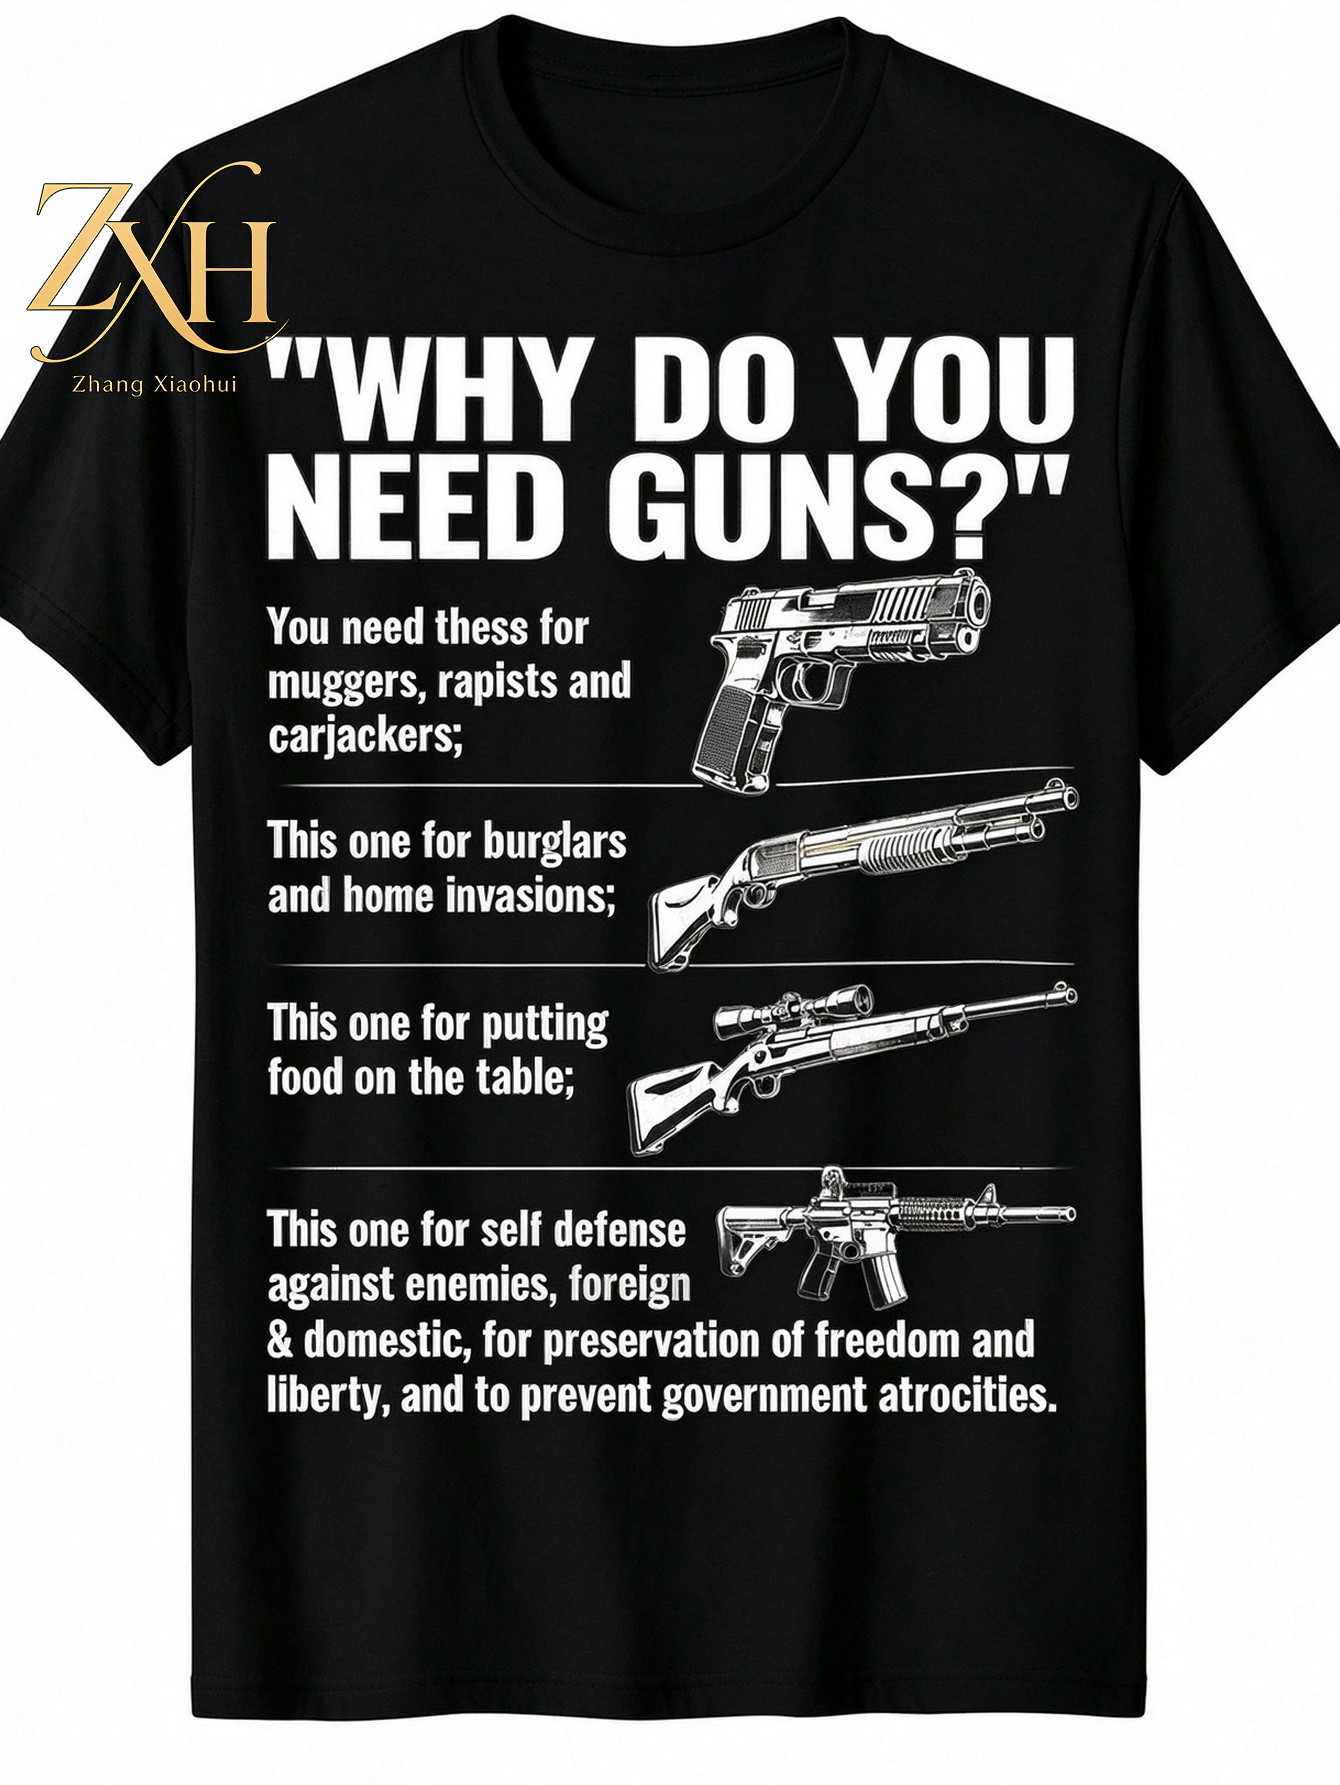 ZXH
Zhang Xiaohui
"WHY DO YOU
NEED GUNS?"
You need thess for
muggers, rapists and
carjackers;
This one for burglars
and home invasions;
This one for putting
food on the table;
This one for self defense
against enemies, foreign
& domestic, for preservation of freedom and
liberty, and to prevent government atrocities.